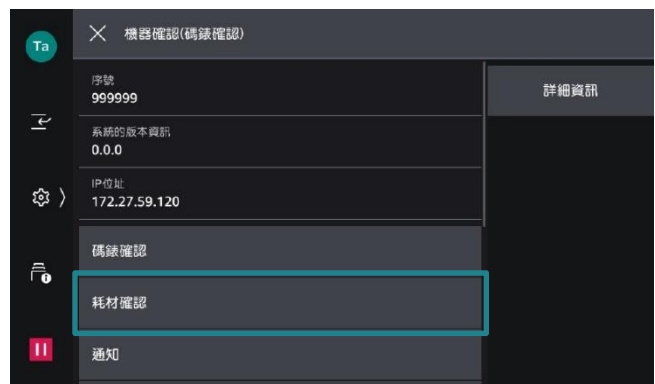 Ta
機器確認(碼錶確認)
序號
999999
詳細資訊
系統的版本資訊
0.0.0
IP位址
172.27.59.120
碼錶確認
耗材確認
通知